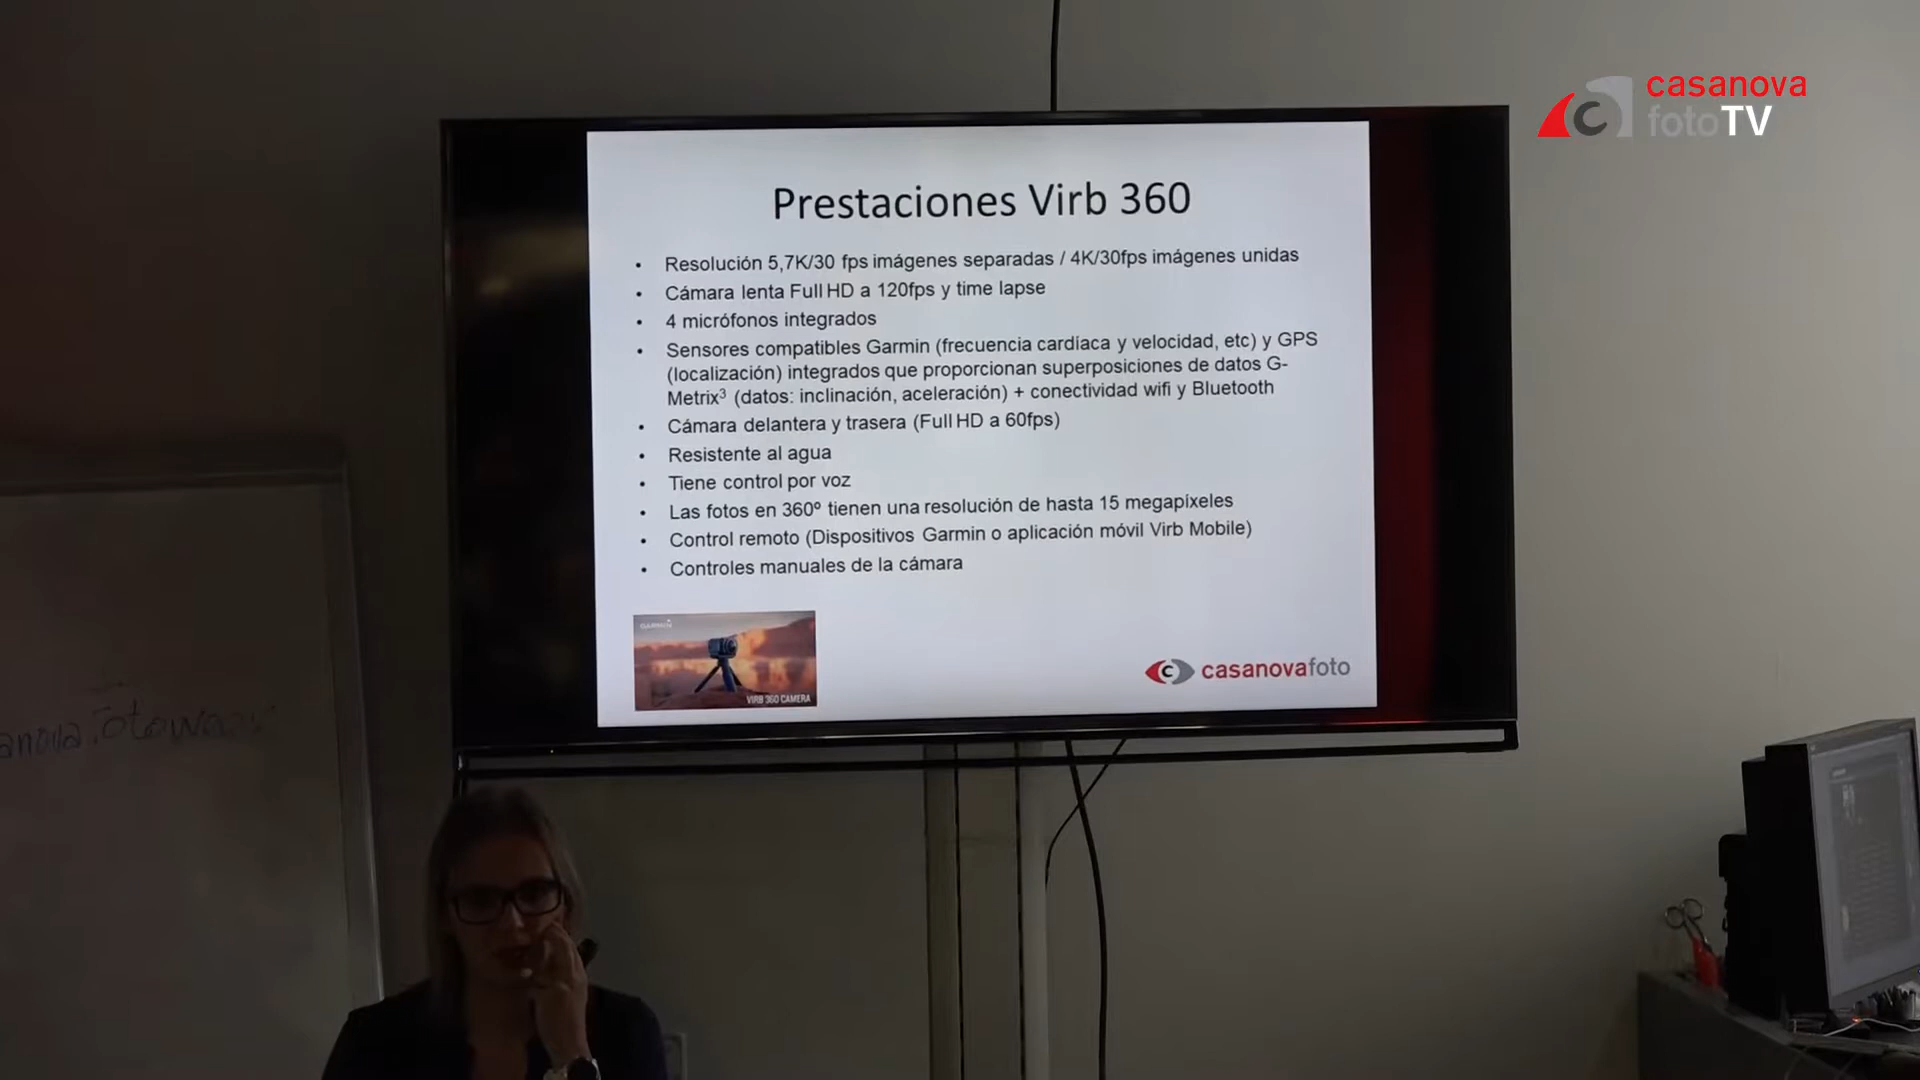 casanova
fotoTV
Prestaciones Virb 360
• Resolución 5,7K/30 fps imágenes separadas / 4K/30fps imágenes unidas
• Cámara lenta Full HD a 120fps y time lapse
• 4 micrófonos integrados
• Sensores compatibles Garmin (frecuencia cardíaca y velocidad, etc) y GPS
(localización) integrados que proporcionan superposiciones de datos G-
Metrix³ (datos: inclinación, aceleración) + conectividad wifi y Bluetooth
• Cámara delantera y trasera (Full HD a 60fps)
• Resistente al agua
• Tiene control por voz
• Las fotos en 360º tienen una resolución de hasta 15 megapíxeles
• Control remoto (Dispositivos Garmin o aplicación móvil Virb Mobile)
• Controles manuales de la cámara
GARMIN
VIRB 360 CAMERA
casanovafoto